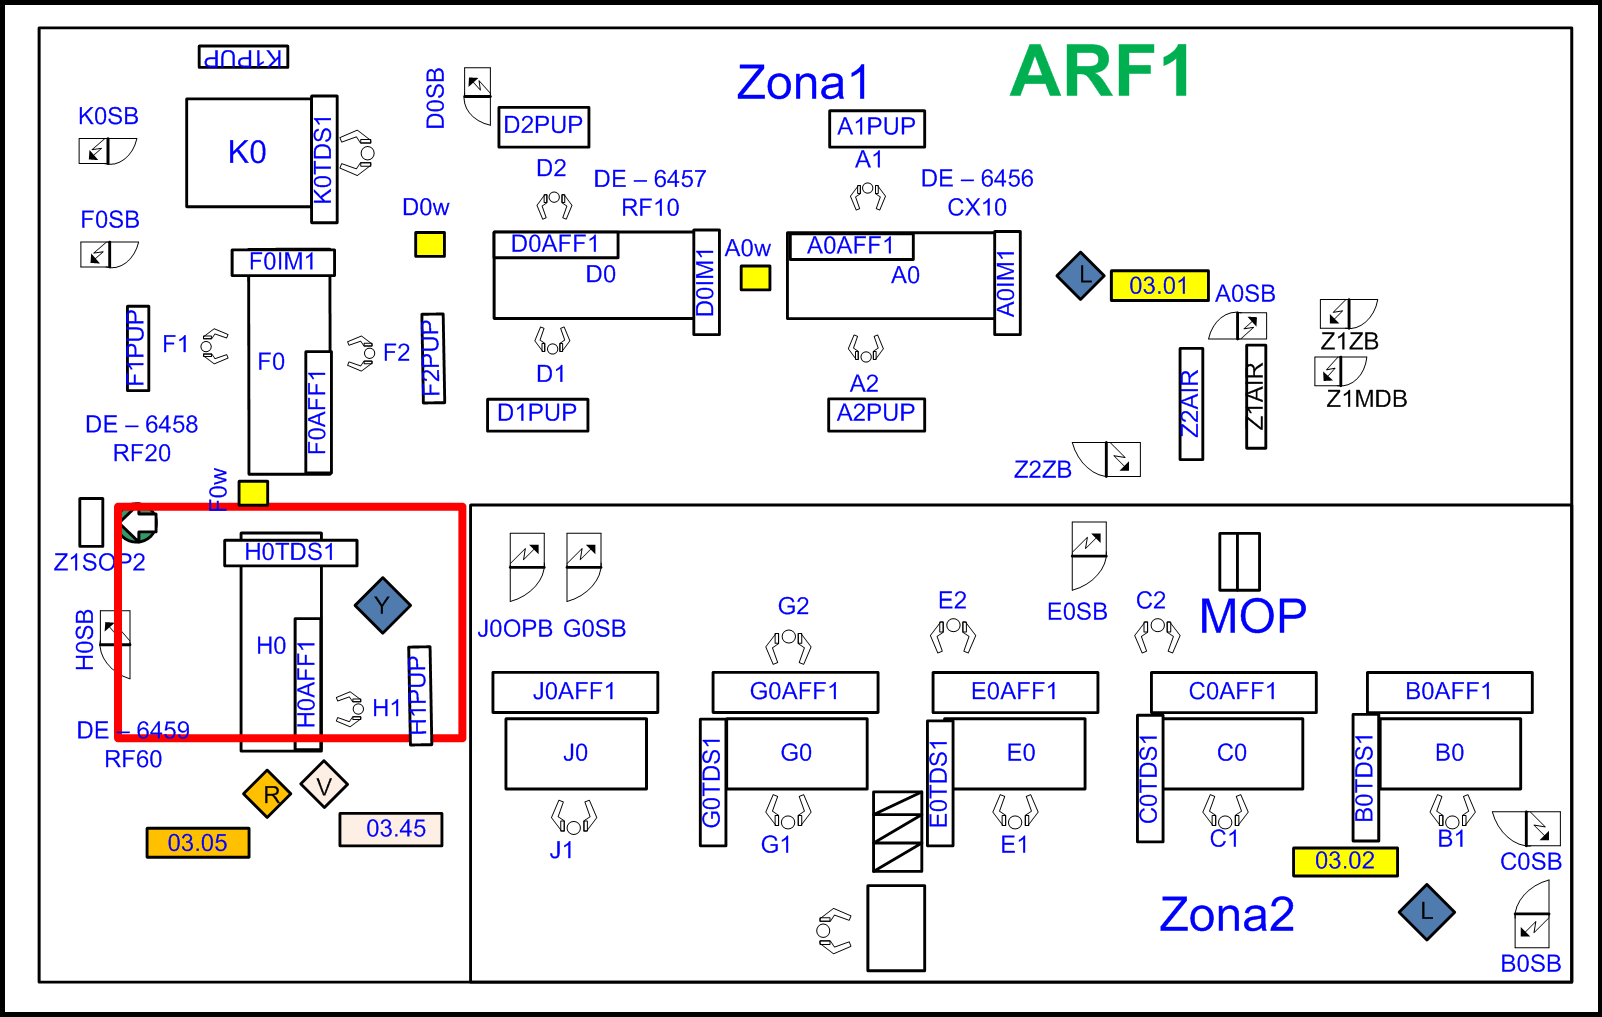 K1PUP
Zona1
ARF1
K0SB
K0
K0TDS1
D0SB
D2PUP
A1PUP
D2
A1
DE – 6457
RF10
DE – 6456
CX10
F0SB
D0w
F0IM1
D0AFF1
D0
D0IM1
A0w
A0AFF1
A0
A0IM1
L
03.01
A0SB
Z1ZB
Z1MDB
F1PUP
F1
F0
F0AFF1
F2
F2PUP
D1
D1PUP
A2
A2PUP
Z2AIR
Z1AIR
Z2ZB
DE – 6458
RF20
F0w
Z1SOP2
H0TDS1
Y
H0SB
H0
H0AFF1
H1
H1PUP
DE – 6459
RF60
R
V
03.05
03.45
J0OPB
G0SB
G2
E2
E0SB
C2
MOP
J0AFF1
G0AFF1
E0AFF1
C0AFF1
B0AFF1
J0
G0TDS1
G0
E0TDS1
E0
C0TDS1
C0
B0TDS1
B0
J1
G1
E1
C1
B1
03.02
C0SB
Zona2
L
B0SB